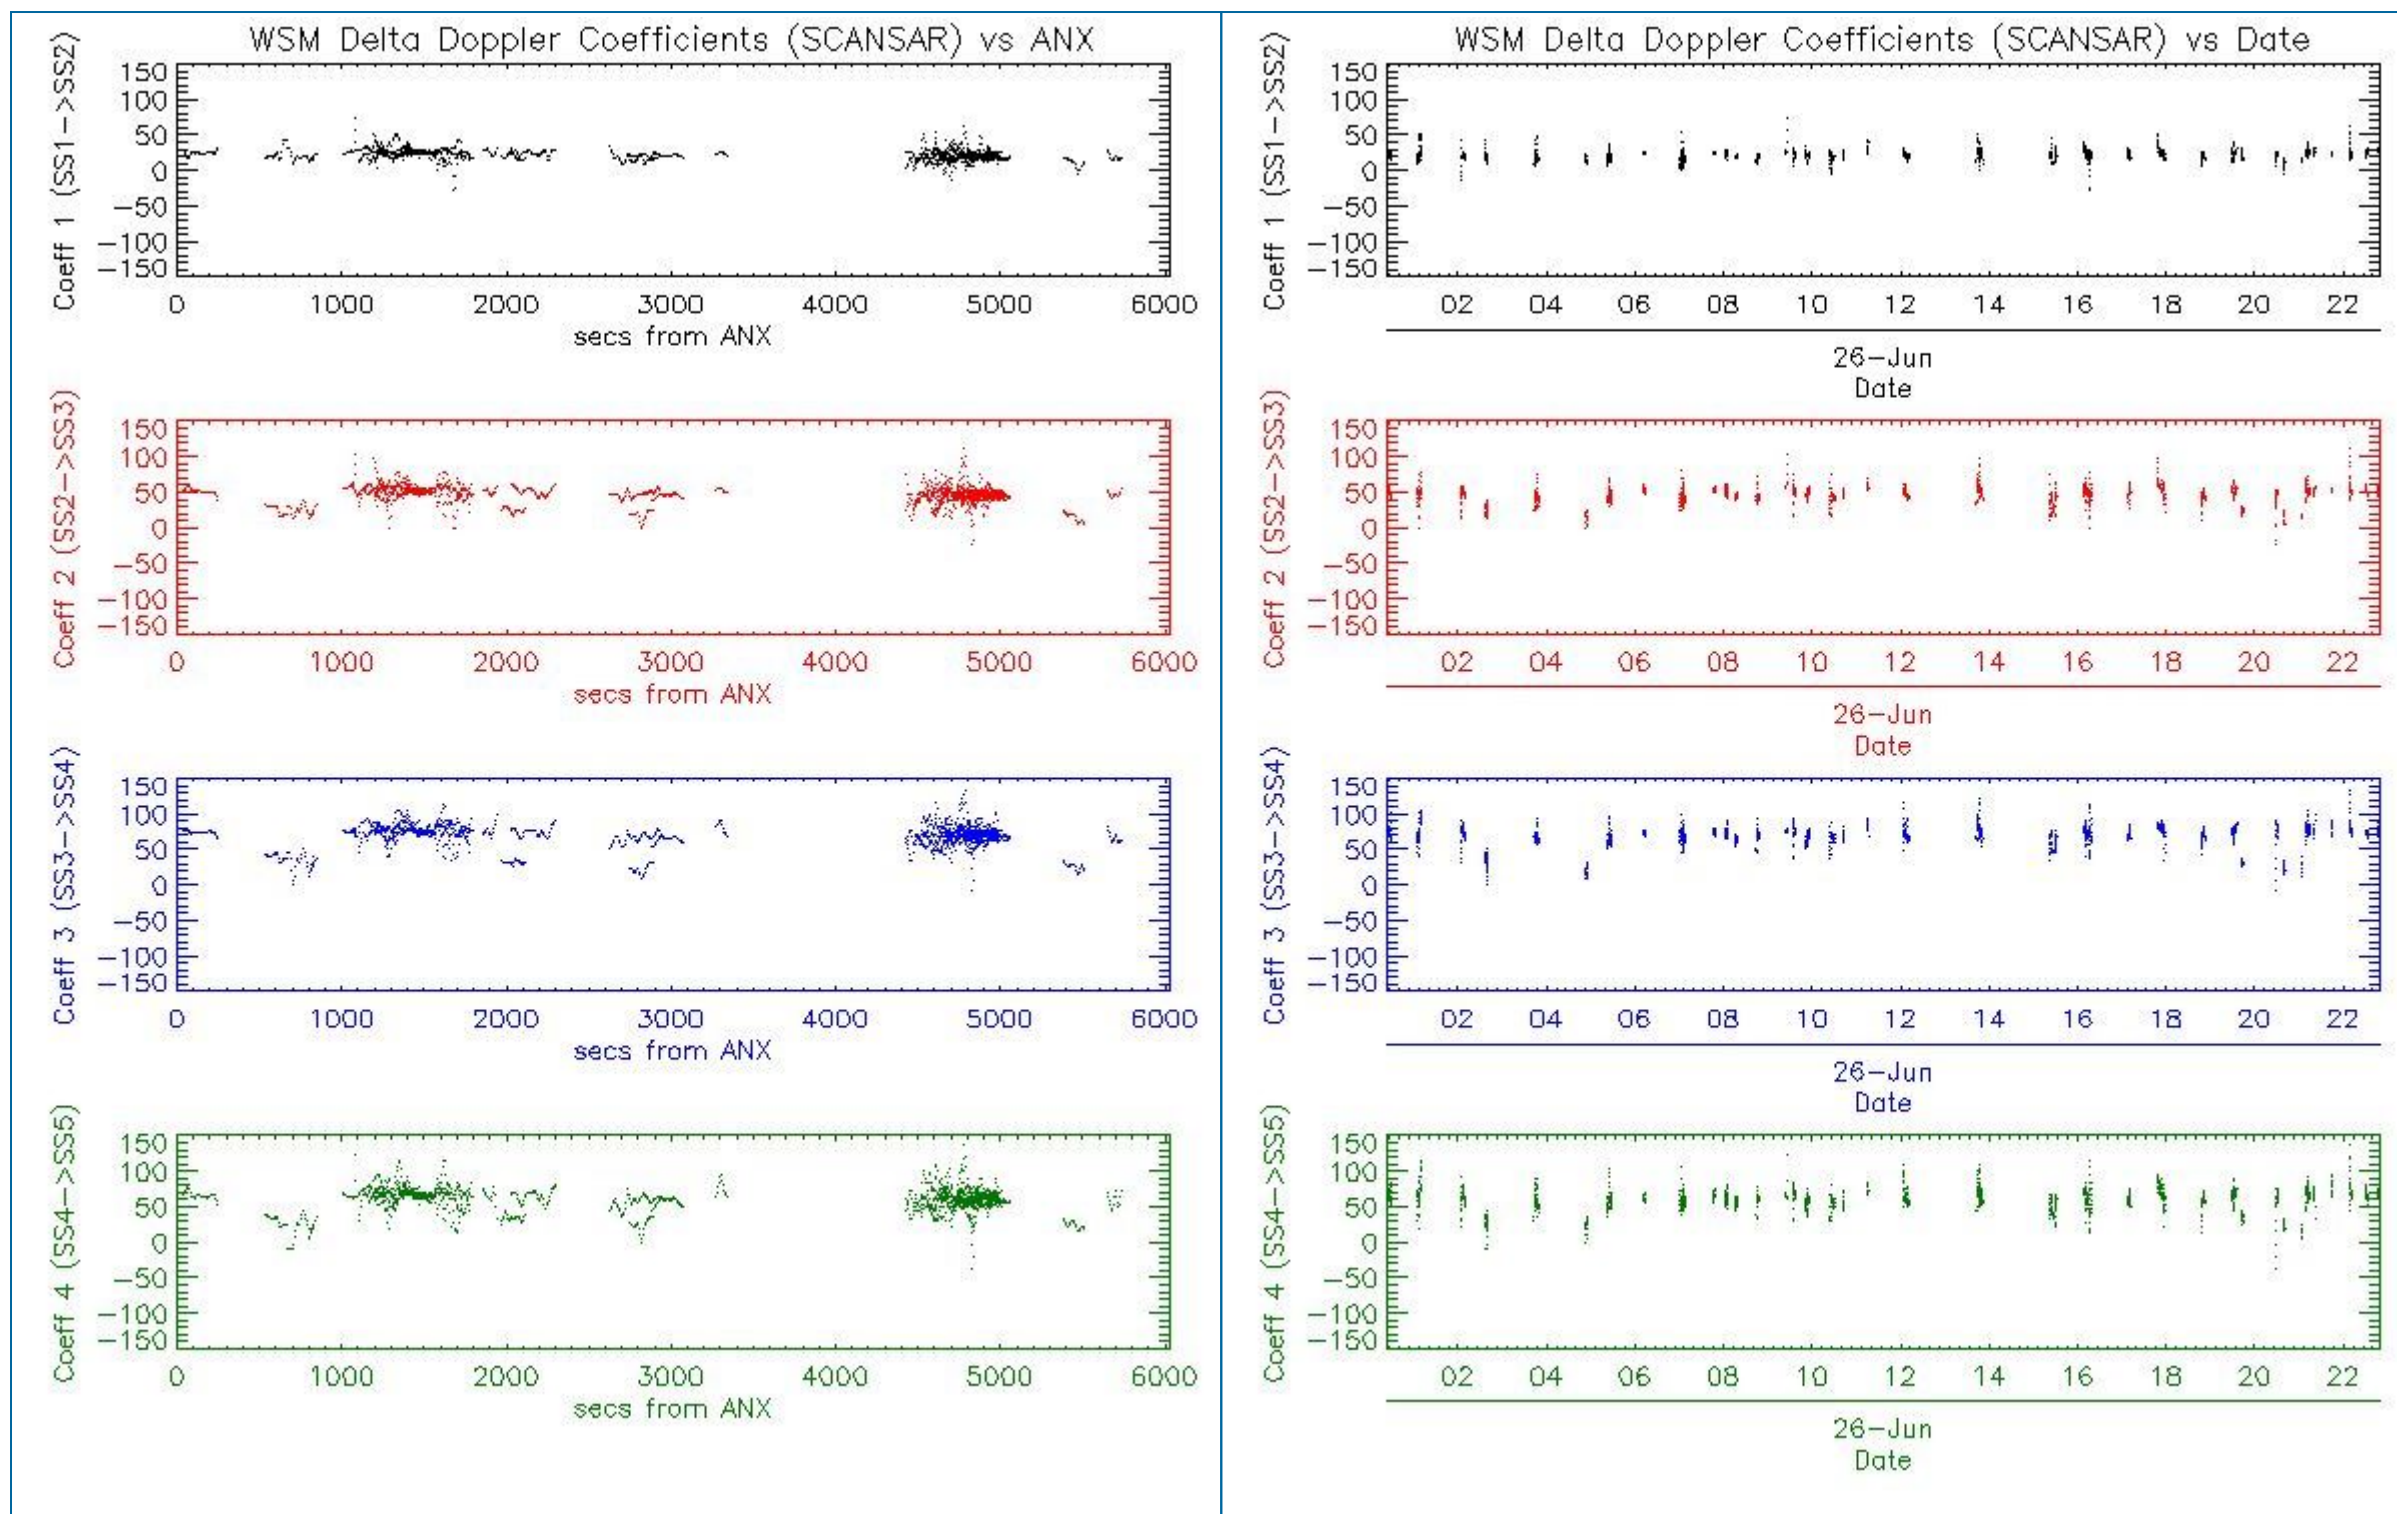 WSM Delta Doppler Coefficients (SCANSAR) vs ANX
Coeff 1 (SS1->SS2)
150
100
50
0
-50
-100
-150
0 1000 2000 3000 4000 5000 6000
secs from ANX
Coeff 2 (SS2->SS3)
150
100
50
0
-50
-100
-150
0 1000 2000 3000 4000 5000 6000
secs from ANX
Coeff 3 (SS3->SS4)
150
100
50
0
-50
-100
-150
0 1000 2000 3000 4000 5000 6000
secs from ANX
Coeff 4 (SS4->SS5)
150
100
50
0
-50
-100
-150
0 1000 2000 3000 4000 5000 6000
secs from ANX
WSM Delta Doppler Coefficients (SCANSAR) vs Date
Coeff 1 (SS1->SS2)
150
100
50
0
-50
-100
-150
02 04 06 08 10 12 14 16 18 20 22
26-Jun
Date
Coeff 2 (SS2->SS3)
150
100
50
0
-50
-100
-150
02 04 06 08 10 12 14 16 18 20 22
26-Jun
Date
Coeff 3 (SS3->SS4)
150
100
50
0
-50
-100
-150
02 04 06 08 10 12 14 16 18 20 22
26-Jun
Date
Coeff 4 (SS4->SS5)
150
100
50
0
-50
-100
-150
02 04 06 08 10 12 14 16 18 20 22
26-Jun
Date